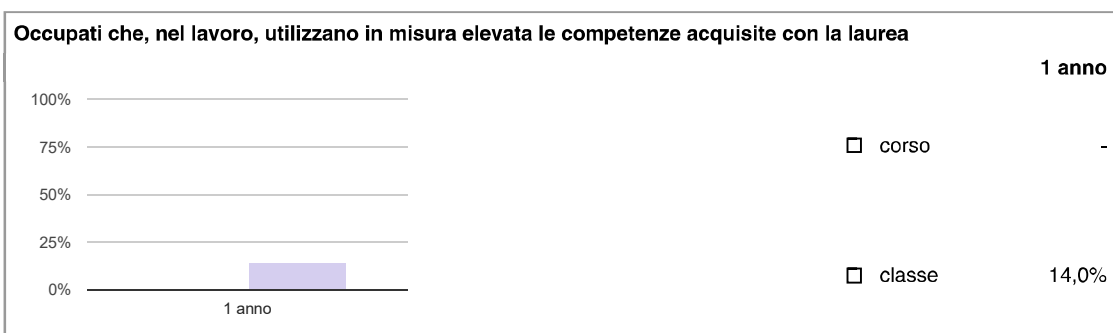 Occupati che, nel lavoro, utilizzano in misura elevata le competenze acquisite con la laurea
1 anno
100%
75%
50%
25%
0%
1 anno
corso -
classe 14,0%